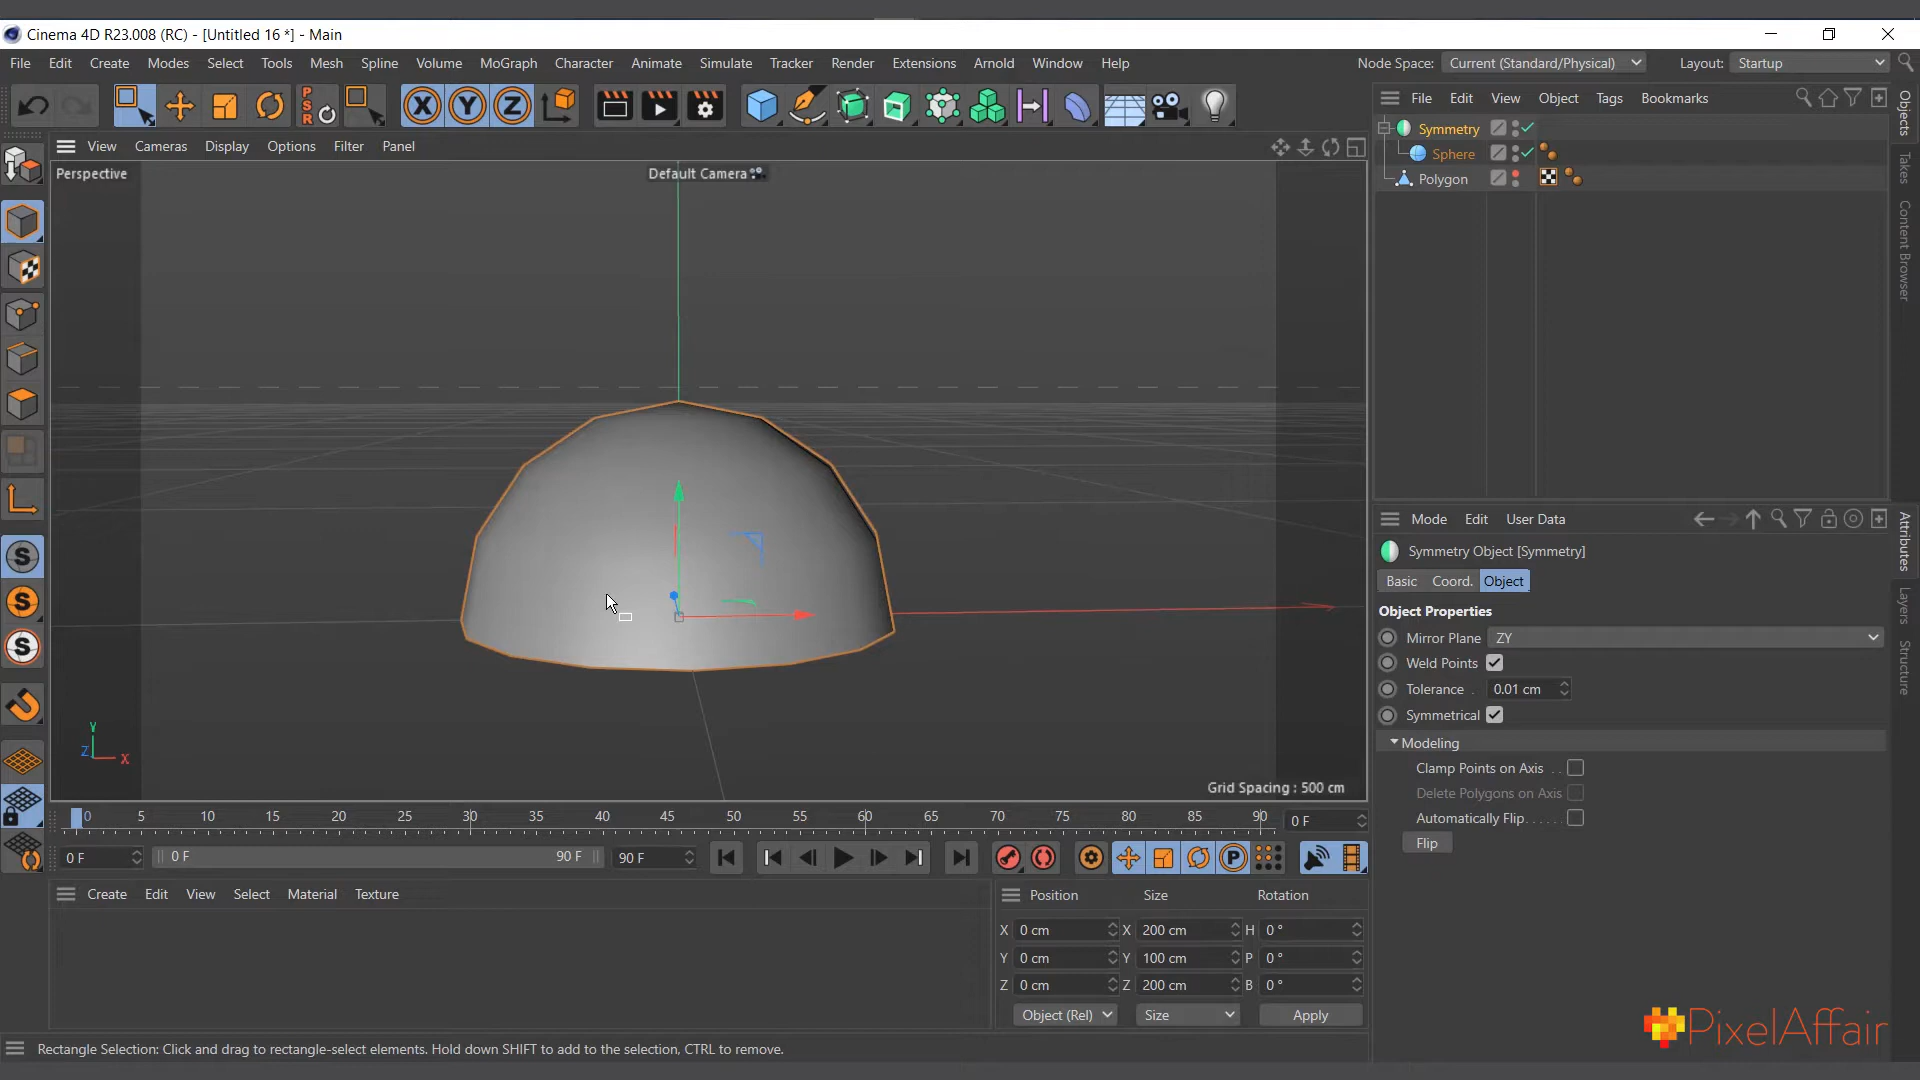 Cinema 4D R23.008 (RC) - [Untitled 16 *] - Main
File Edit Create Modes Select Tools Mesh Spline Volume MoGraph Character Animate Simulate Tracker Render Extensions Arnold Window Help Node Space: Current (Standard/Physical) Layout: Startup
P
S
R
X Y Z
File Edit View Object Tags Bookmarks
Objects
Takes
Content Browser
View Cameras Display Options Filter Panel
Symmetry
Sphere
Polygon
Perspective
Default Camera
Mode Edit User Data
Attributes
Layers
Structure
Symmetry Object [Symmetry]
Basic Coord. Object
Object Properties
Mirror Plane ZY
Weld Points
Tolerance . 0.01 cm
Symmetrical
Modeling
Clamp Points on Axis . .
Delete Polygons on Axis
Automatically Flip. . . . .
Flip
S
S
S
Y
Z
X
Grid Spacing : 500 cm
0 5 10 15 20 25 30 35 40 45 50 55 60 65 70 75 80 85 90 0 F
0 F 0 F 90 F 90 F
P
Create Edit View Select Material Texture
Position Size Rotation
X 0 cm X 200 cm H 0 °
Y 0 cm Y 100 cm P 0 °
Z 0 cm Z 200 cm B 0 °
Object (Rel) Size Apply
Rectangle Selection: Click and drag to rectangle-select elements. Hold down SHIFT to add to the selection, CTRL to remove.
PixelAffair